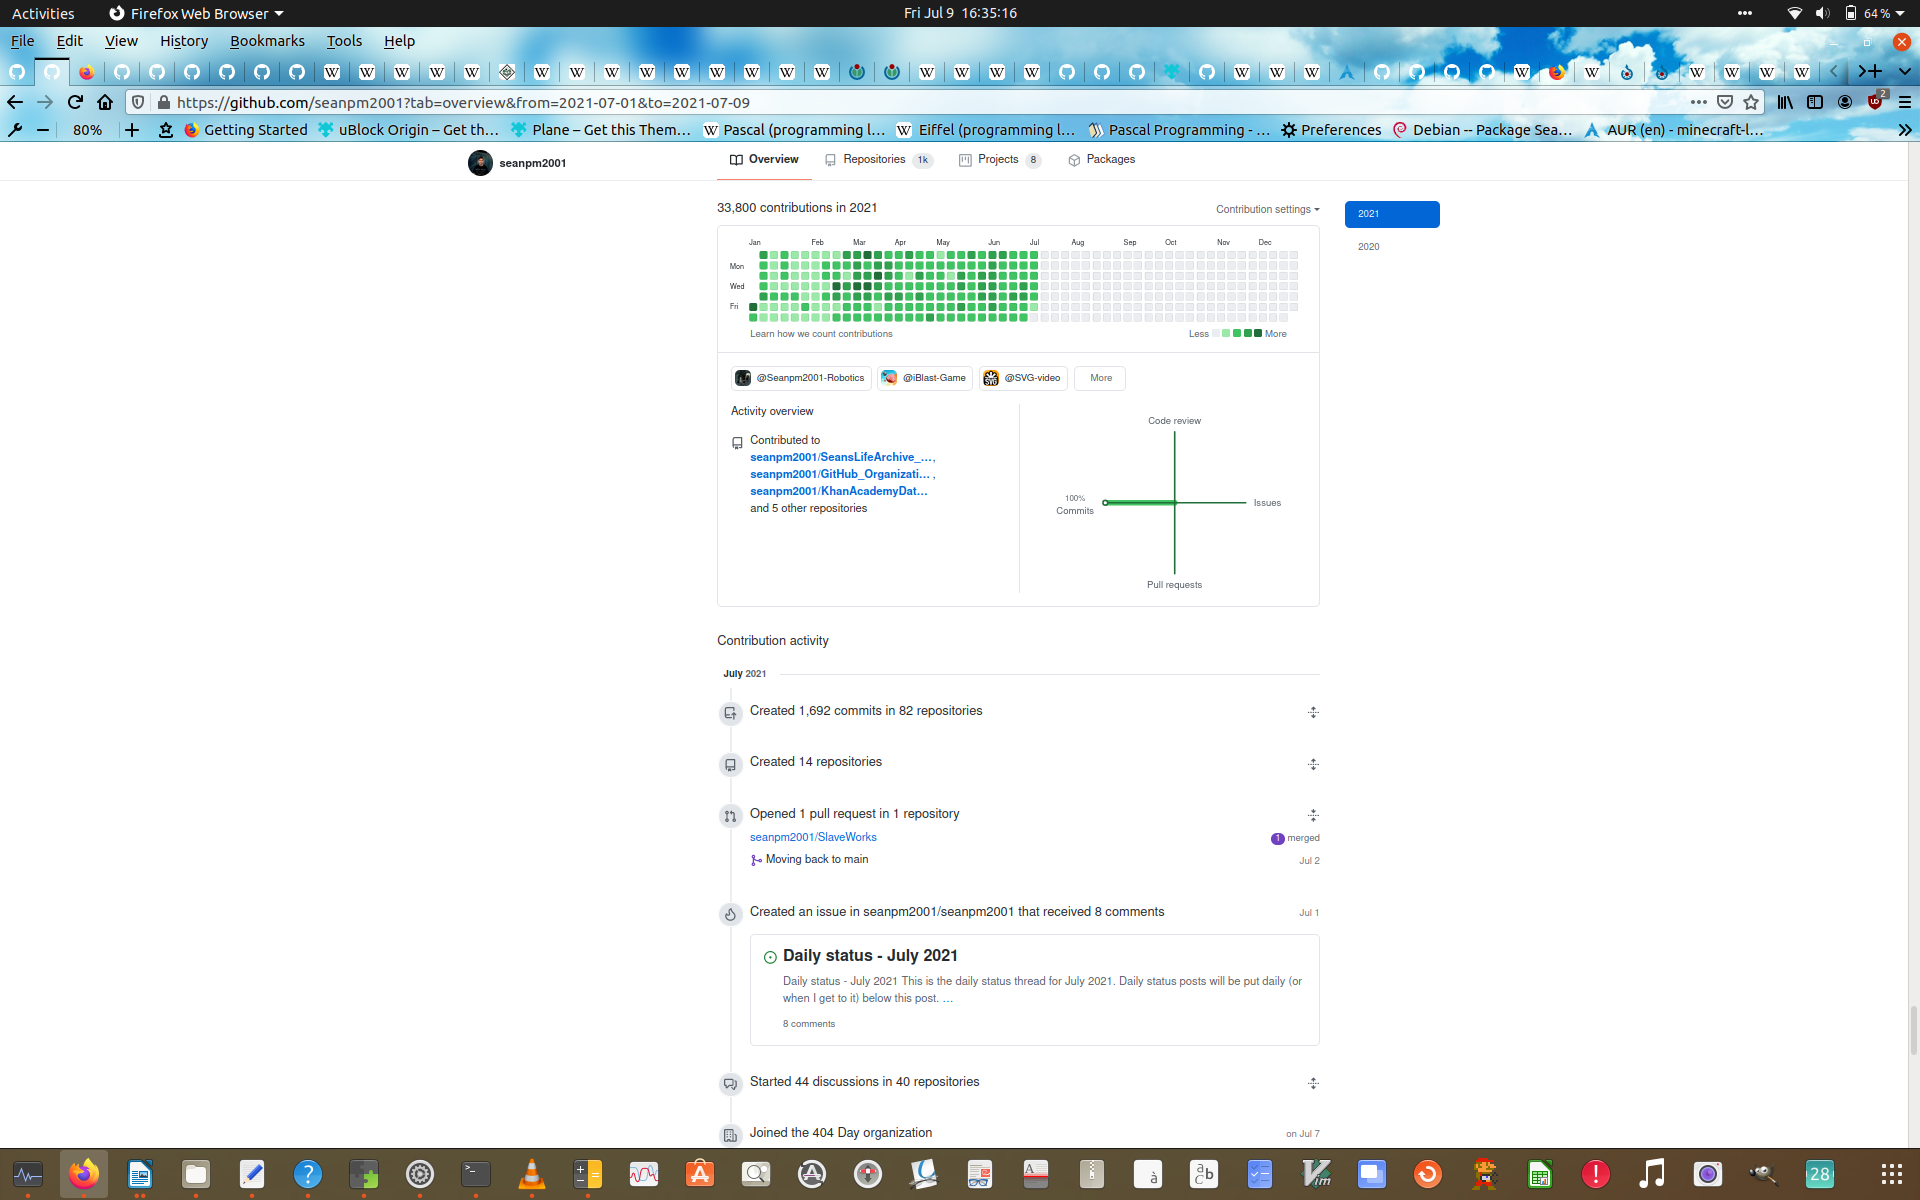 Activities
Firefox Web Browser
Fri Jul 9 16:35:16
64 %
File Edit View History Bookmarks Tools Help
https://github.com/seanpm2001?tab=overview&from=2021-07-01&to=2021-07-09
2
80%
Getting Started
uBlock Origin – Get th…
Plane – Get this Them…
Pascal (programming l…
Eiffel (programming l…
Pascal Programming - …
Preferences
Debian -- Package Sea…
AUR (en) - minecraft-l…
seanpm2001
Overview
Repositories 1k
Projects 8
Packages
33,800 contributions in 2021
Contribution settings
2021
2020
Jan Feb Mar Apr May Jun Jul Aug Sep Oct Nov Dec
Mon
Wed
Fri
Learn how we count contributions
Less More
@Seanpm2001-Robotics
@iBlast-Game
@SVG-video
More
Activity overview
Contributed to
seanpm2001/SeansLifeArchive_…,
seanpm2001/GitHub_Organizati…,
seanpm2001/KhanAcademyDat…
and 5 other repositories
Code review
100%
Commits
Issues
Pull requests
Contribution activity
July 2021
Created 1,692 commits in 82 repositories
Created 14 repositories
Opened 1 pull request in 1 repository
seanpm2001/SlaveWorks
1 merged
Moving back to main
Jul 2
Created an issue in seanpm2001/seanpm2001 that received 8 comments
Jul 1
Daily status - July 2021
Daily status - July 2021 This is the daily status thread for July 2021. Daily status posts will be put daily (or
when I get to it) below this post. …
8 comments
Started 44 discussions in 40 repositories
Joined the 404 Day organization
on Jul 7
28